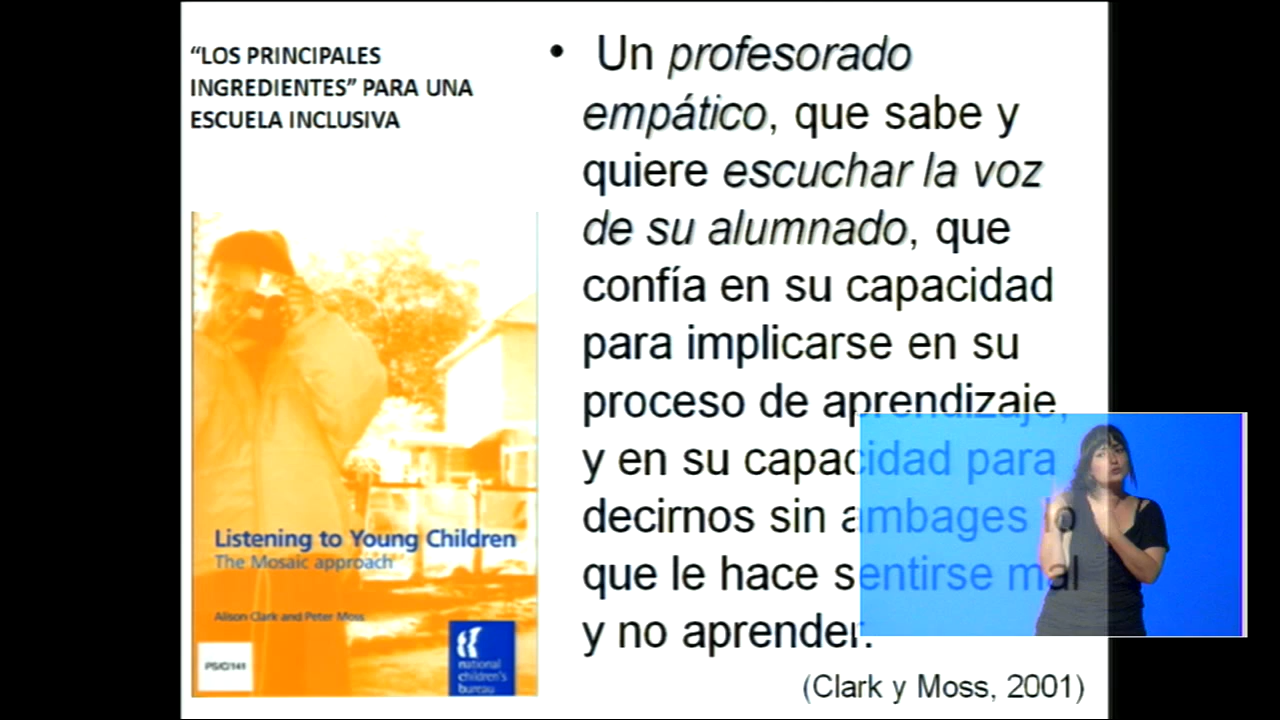 “LOS PRINCIPALES
INGREDIENTES” PARA UNA
ESCUELA INCLUSIVA
• Un profesorado
empático, que sabe y
quiere escuchar la voz
de su alumnado, que
confía en su capacidad
para implicarse en su
proceso de aprendizaje,
y en su capacidad para
decirnos sin ambages lo
que le hace sentirse mal
y no aprender.
(Clark y Moss, 2001)
Listening to Young Children
The Mosaic approach
Alison Clark and Peter Moss
PS/C/141
national
children's
bureau